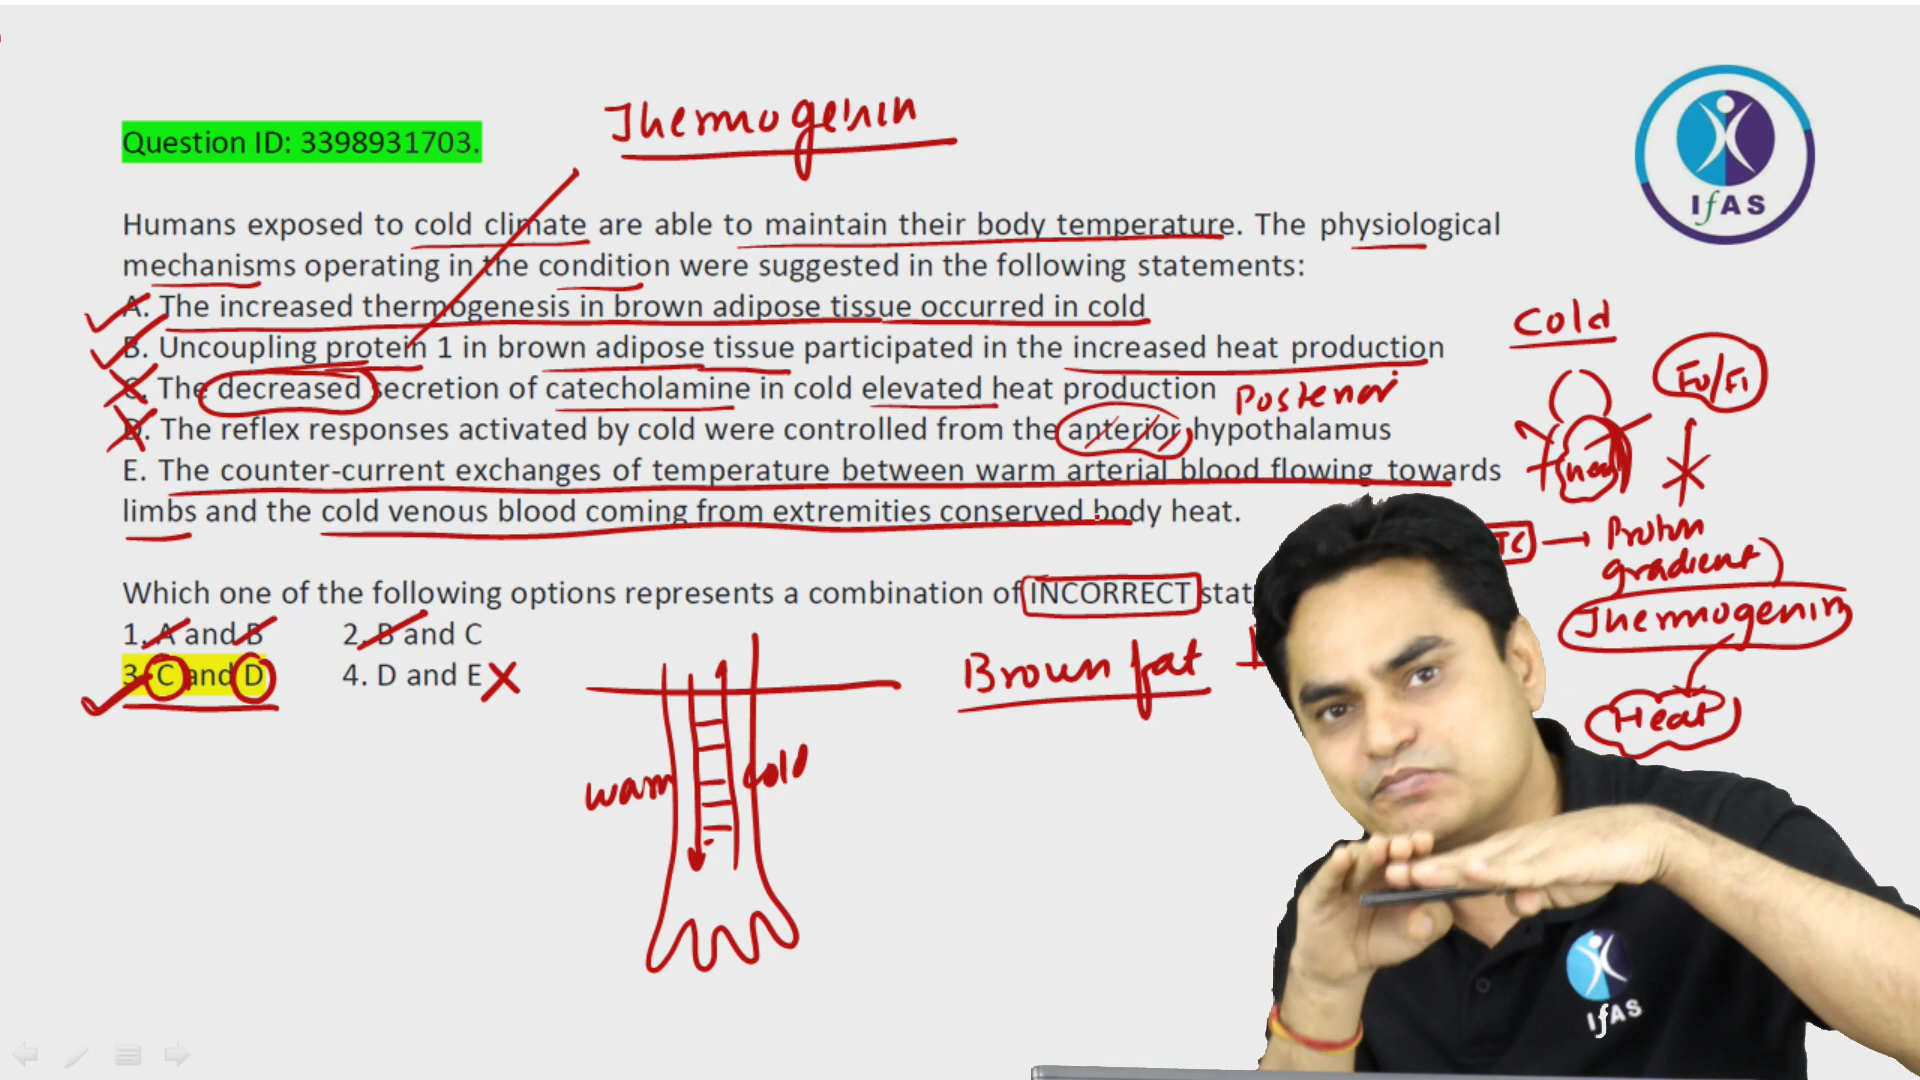 Thermogenin
Question ID: 3398931703.
IfAS
Humans exposed to cold climate are able to maintain their body temperature. The physiological
mechanisms operating in the condition were suggested in the following statements:
A. The increased thermogenesis in brown adipose tissue occurred in cold
B. Uncoupling protein 1 in brown adipose tissue participated in the increased heat production
C. The decreased secretion of catecholamine in cold elevated heat production
Posterior
D. The reflex responses activated by cold were controlled from the anterior hypothalamus
E. The counter-current exchanges of temperature between warm arterial blood flowing towards
limbs and the cold venous blood coming from extremities conserved body heat.
Cold
F0/F1
TC → Proton
gradient
Thermogenin
Heat
Which one of the following options represents a combination of INCORRECT stat
1. A and B 2. B and C
3. C and D 4. D and E
Brown fat
warm cold
IfAS